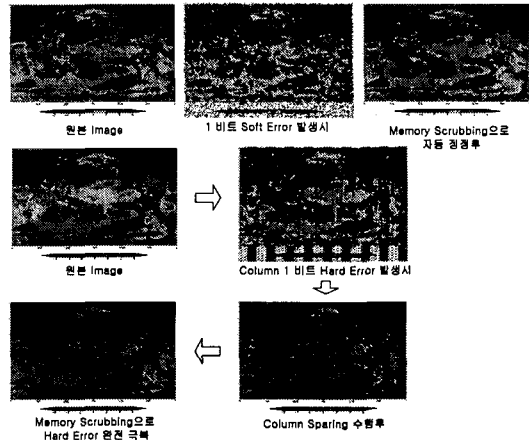 원본 Image
1 비트 Soft Error 발생시
Memory Scrubbing으로
자동 정정후
원본 Image
Column 1 비트 Hard Error 발생시
Memory Scrubbing으로
Hard Error 완전 극복
Column Sparing 수행후